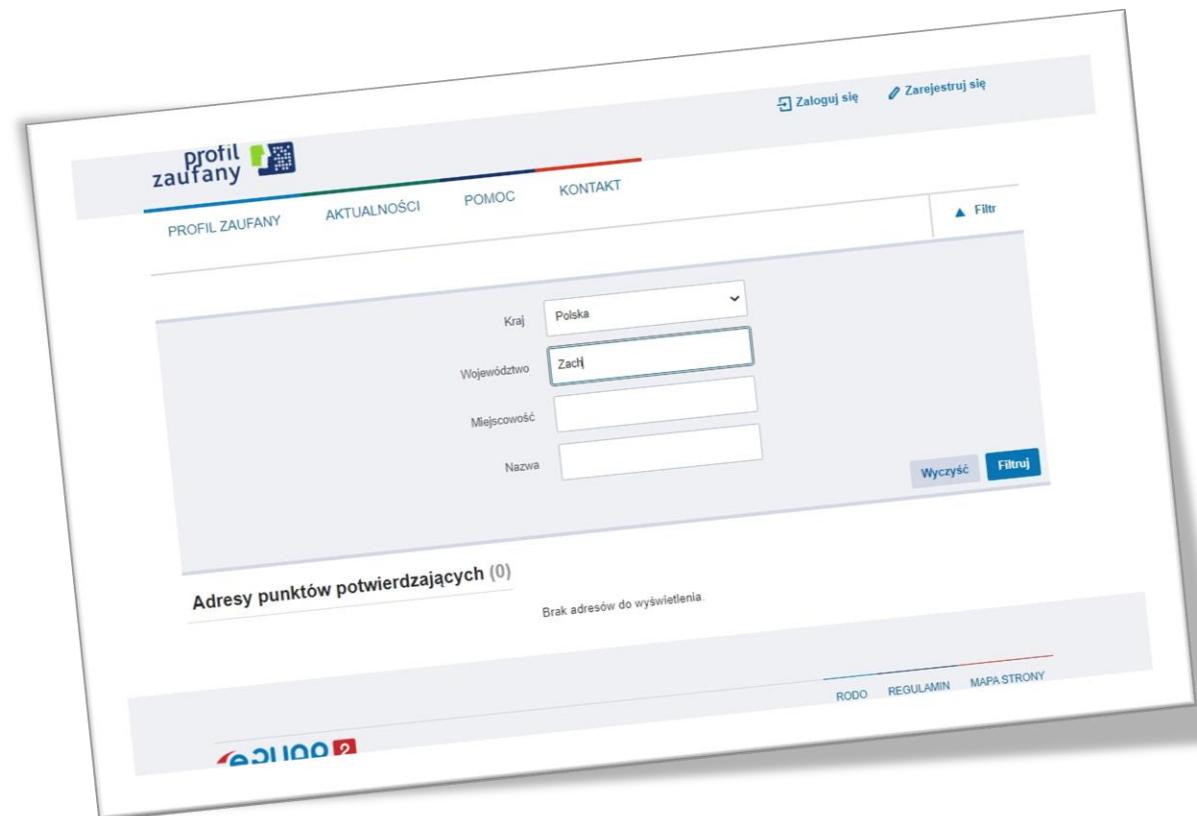 profil
zaufany
Zaloguj się
Zarejestruj się
PROFIL ZAUFANY
AKTUALNOŚCI
POMOC
KONTAKT
Filtr
Kraj
Polska
Województwo
Zach
Miejscowość
Nazwa
Wyczyść
Filtruj
Adresy punktów potwierdzających (0)
Brak adresów do wyświetlenia.
RODO
REGULAMIN
MAPA STRONY